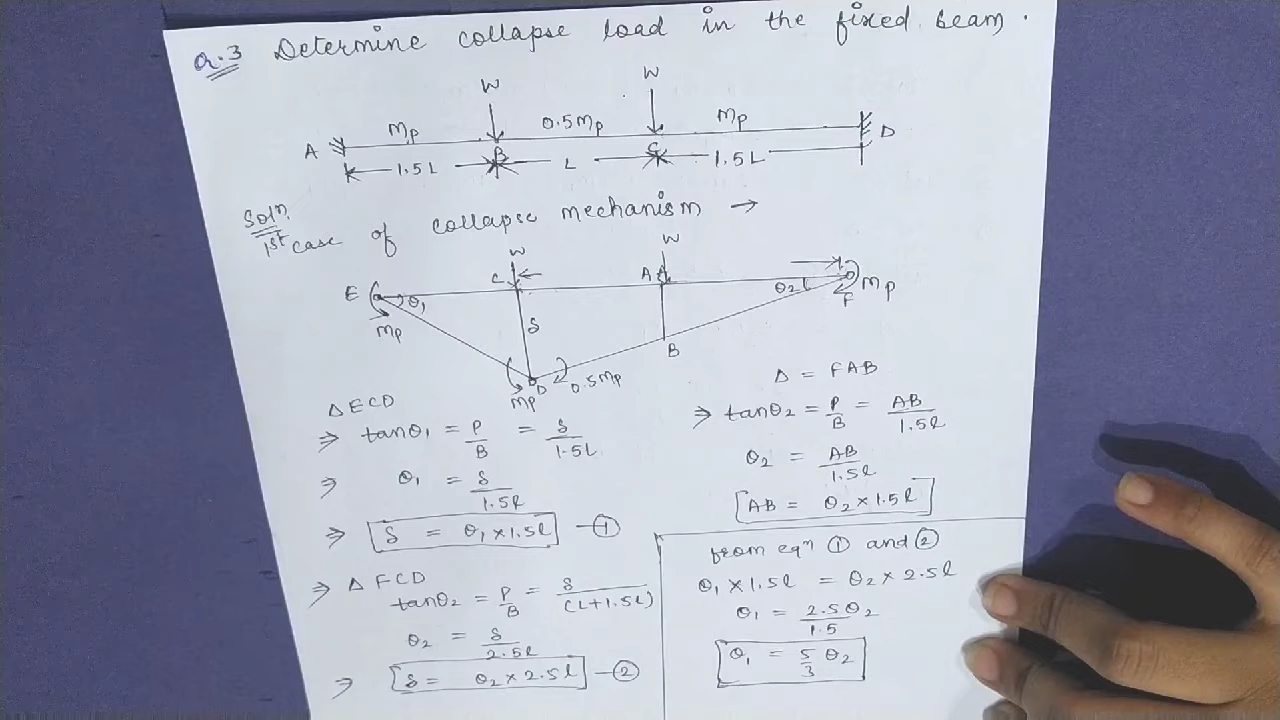 Q.3 Determine collapse load in the fixed beam.
W W
Mp 0.5Mp Mp
A B C D
1.5L L 1.5L
Soln
1st case of collapse mechanism →
W W
E C A F
θ1 θ2 Mp
Mp δ
B
D 0.5Mp
Mp
Δ ECD
⇒ tanθ1 = P/B = δ/1.5L
⇒ θ1 = δ/1.5l
⇒ δ = θ1 × 1.5l —①
⇒ Δ FCD
tanθ2 = P/B = δ/(L+1.5L)
θ2 = δ/2.5l
⇒ δ = θ2 × 2.5l —②
Δ = FAB
⇒ tanθ2 = P/B = AB/1.5l
θ2 = AB/1.5l
[AB = θ2 × 1.5l]
from eqn ① and ②
θ1 × 1.5l = θ2 × 2.5l
θ1 = 2.5θ2/1.5
θ1 = 5/3 θ2